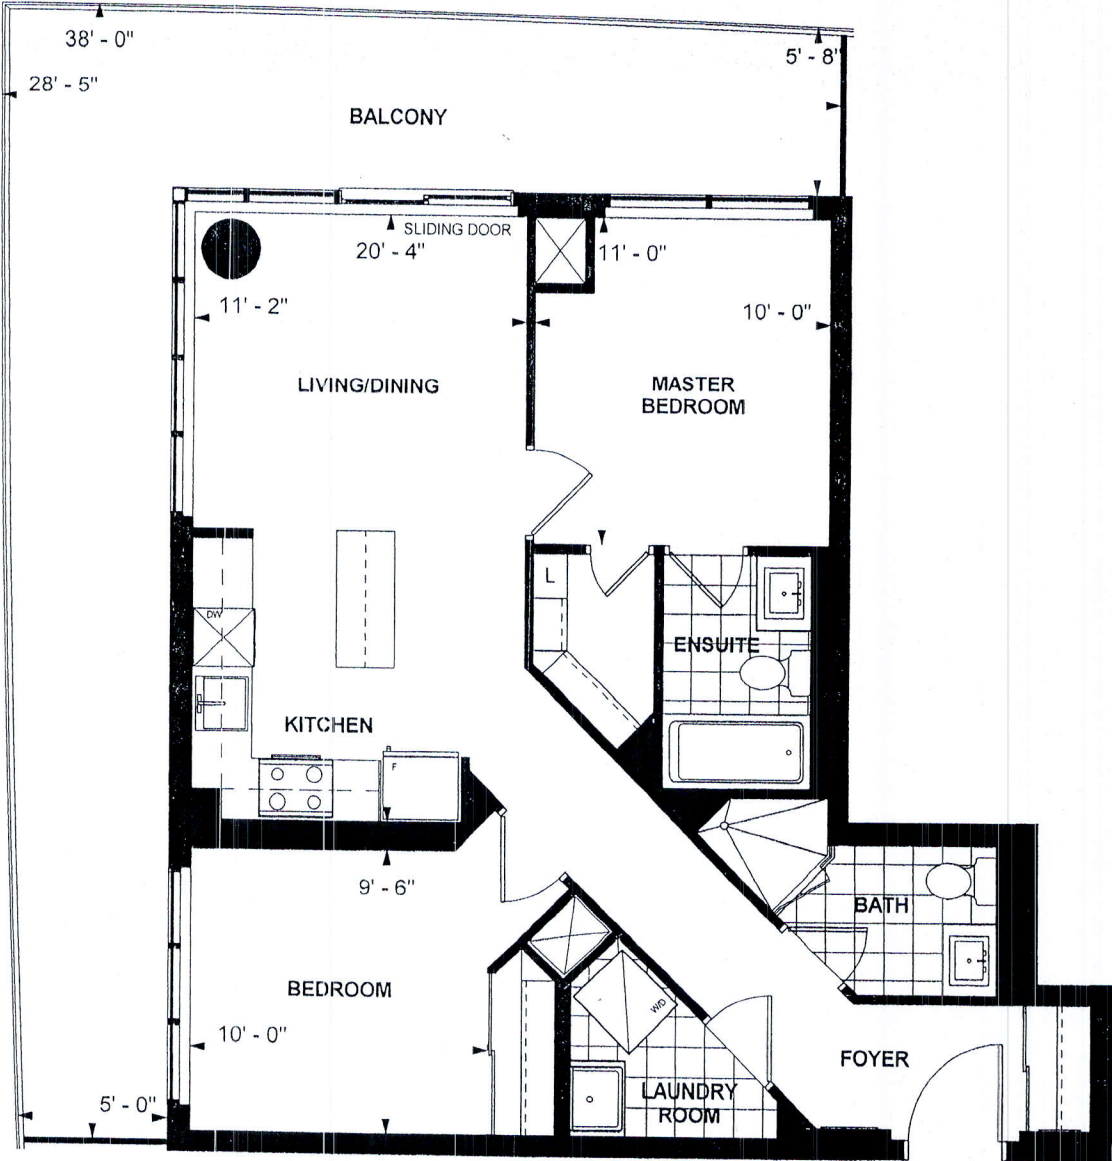 38' - 0"
5' - 8"
28' - 5"
BALCONY
SLIDING DOOR
20' - 4"
11' - 0"
11' - 2"
10' - 0"
LIVING/DINING
MASTER
BEDROOM
L
DW
ENSUITE
KITCHEN
F
9' - 6"
BATH
BEDROOM
W/D
10' - 0"
FOYER
LAUNDRY
ROOM
5' - 0"